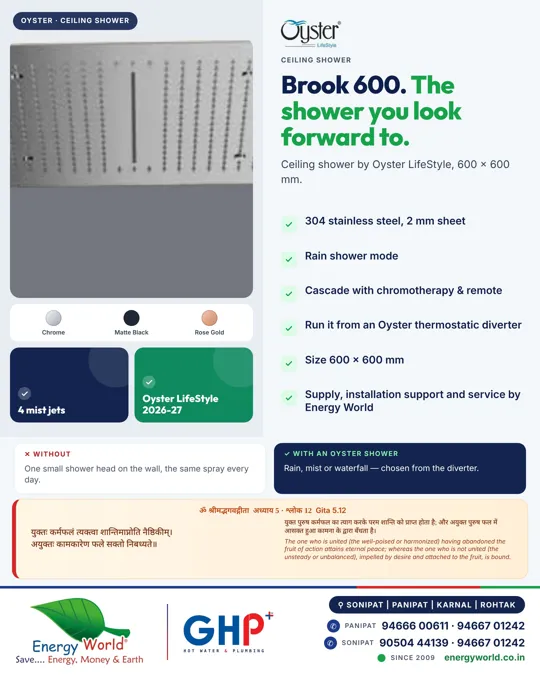 OYSTER · CEILING SHOWER
Oyster®
LifeStyle
CEILING SHOWER
Brook 600. The
shower you look
forward to.
Ceiling shower by Oyster LifeStyle, 600 × 600
mm.
304 stainless steel, 2 mm sheet
Rain shower mode
Cascade with chromotherapy & remote
Run it from an Oyster thermostatic diverter
Size 600 × 600 mm
Supply, installation support and service by
Energy World
Chrome
Matte Black
Rose Gold
4 mist jets
Oyster LifeStyle
2026-27
✕ WITHOUT
One small shower head on the wall, the same spray every
day.
✓ WITH AN OYSTER SHOWER
Rain, mist or waterfall — chosen from the diverter.
ॐ श्रीमद्भगवद्गीता अध्याय 5 · श्लोक 12 Gita 5.12
युक्तः कर्मफलं त्यक्त्वा शान्तिमाप्नोति नैष्ठिकीम्।
अयुक्तः कामकारेण फले सक्तो निबध्यते॥
युक्त पुरुष कर्मफल का त्याग करके परम शान्ति को प्राप्त होता है; और अयुक्त पुरुष फल में
आसक्त हुआ कामना के द्वारा बँधता है।
The one who is united (the well-poised or harmonized) having abandoned the
fruit of action attains eternal peace; whereas the one who is not united (the
unsteady or unbalanced), impelled by desire and attached to the fruit, is bound.
Energy World
Save.... Energy, Money & Earth
GHP+
HOT WATER & PLUMBING
SONIPAT | PANIPAT | KARNAL | ROHTAK
PANIPAT 94666 00611 · 94667 01242
SONIPAT 90504 44139 · 94667 01242
SINCE 2009 energyworld.co.in